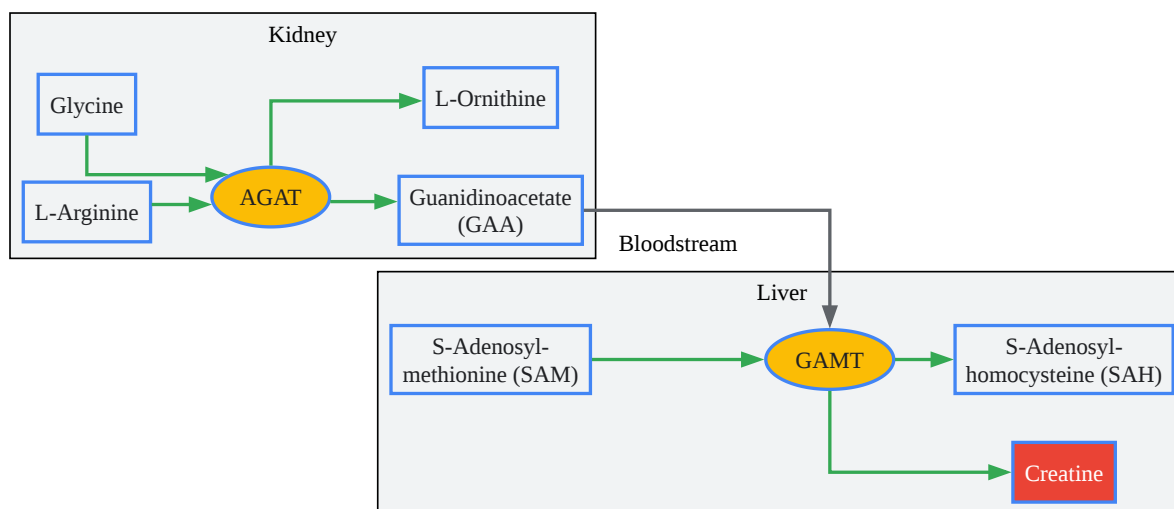 Kidney
Glycine
L-Ornithine
AGAT
L-Arginine
Guanidinoacetate
(GAA)
Bloodstream
Liver
S-Adenosyl-
methionine (SAM)
GAMT
S-Adenosyl-
homocysteine (SAH)
Creatine